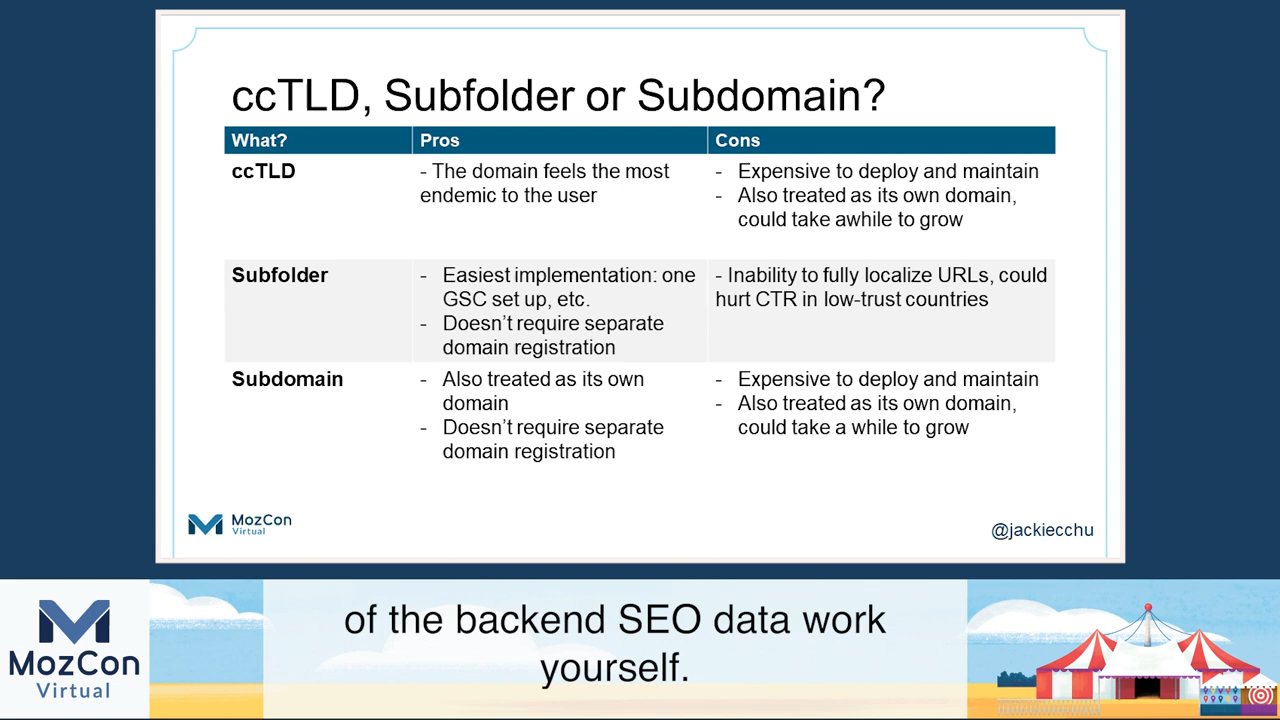 ccTLD, Subfolder or Subdomain?
What?
Pros
Cons
ccTLD
- The domain feels the most
endemic to the user
- Expensive to deploy and maintain
- Also treated as its own domain,
could take awhile to grow
Subfolder
- Easiest implementation: one
GSC set up, etc.
- Doesn't require separate
domain registration
- Inability to fully localize URLs, could
hurt CTR in low-trust countries
Subdomain
- Also treated as its own
domain
- Doesn't require separate
domain registration
- Expensive to deploy and maintain
- Also treated as its own domain,
could take a while to grow
MozCon
Virtual
@jackiecchu
MozCon
Virtual
of the backend SEO data work
yourself.